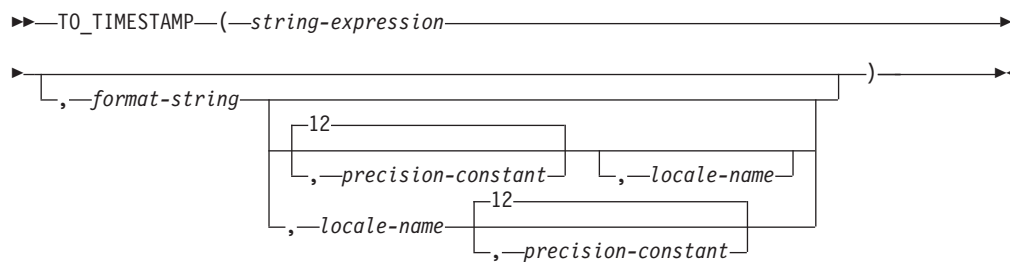 TO_TIMESTAMP ( string-expression
)
, format-string
12
, precision-constant , locale-name
12
, locale-name
, precision-constant